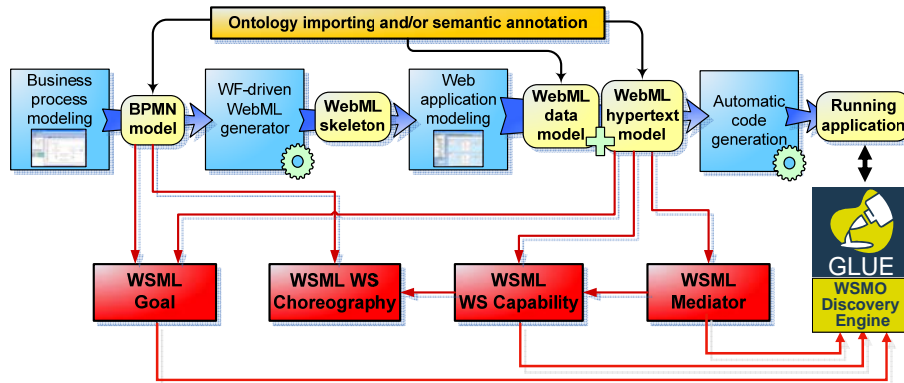 Ontology importing and/or semantic annotation
Business
process
modeling
BPMN
model
WF-driven
WebML
generator
WebML
skeleton
Web
application
modeling
WebML
data
model
WebML
hypertext
model
Automatic
code
generation
Running
application
WSML
Goal
WSML WS
Choreography
WSML
WS Capability
WSML
Mediator
GLUE
WSMO
Discovery
Engine